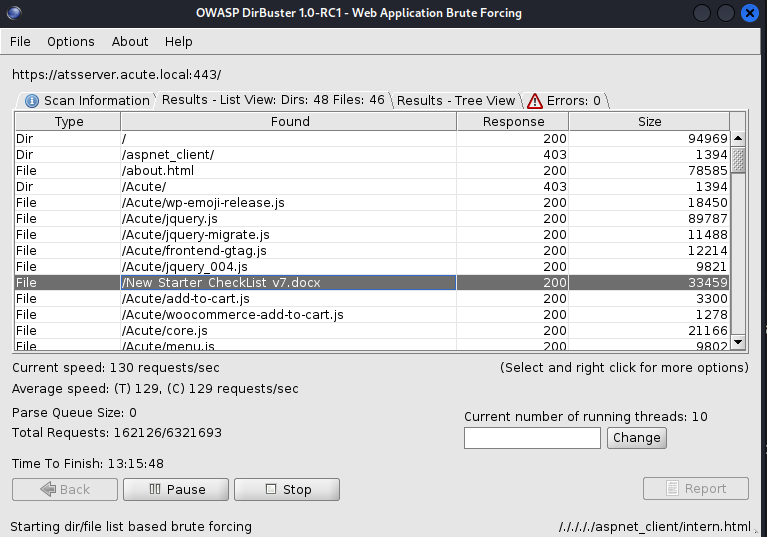 OWASP DirBuster 1.0-RC1 - Web Application Brute Forcing
File Options About Help
https://atsserver.acute.local:443/
Scan Information Results - List View: Dirs: 48 Files: 46 Results - Tree View Errors: 0
Type Found Response Size
Dir / 200 94969
Dir /aspnet_client/ 403 1394
File /about.html 200 78585
Dir /Acute/ 403 1394
File /Acute/wp-emoji-release.js 200 18450
File /Acute/jquery.js 200 89787
File /Acute/jquery-migrate.js 200 11488
File /Acute/frontend-gtag.js 200 12214
File /Acute/jquery_004.js 200 9821
File /New Starter CheckList v7.docx 200 33459
File /Acute/add-to-cart.js 200 3300
File /Acute/woocommerce-add-to-cart.js 200 1278
File /Acute/core.js 200 21166
File /Acute/menu.js 200 9802
Current speed: 130 requests/sec (Select and right click for more options)
Average speed: (T) 129, (C) 129 requests/sec
Parse Queue Size: 0
Current number of running threads: 10
Total Requests: 162126/6321693
Change
Time To Finish: 13:15:48
Back Pause Stop Report
Starting dir/file list based brute forcing /././././aspnet_client/intern.html